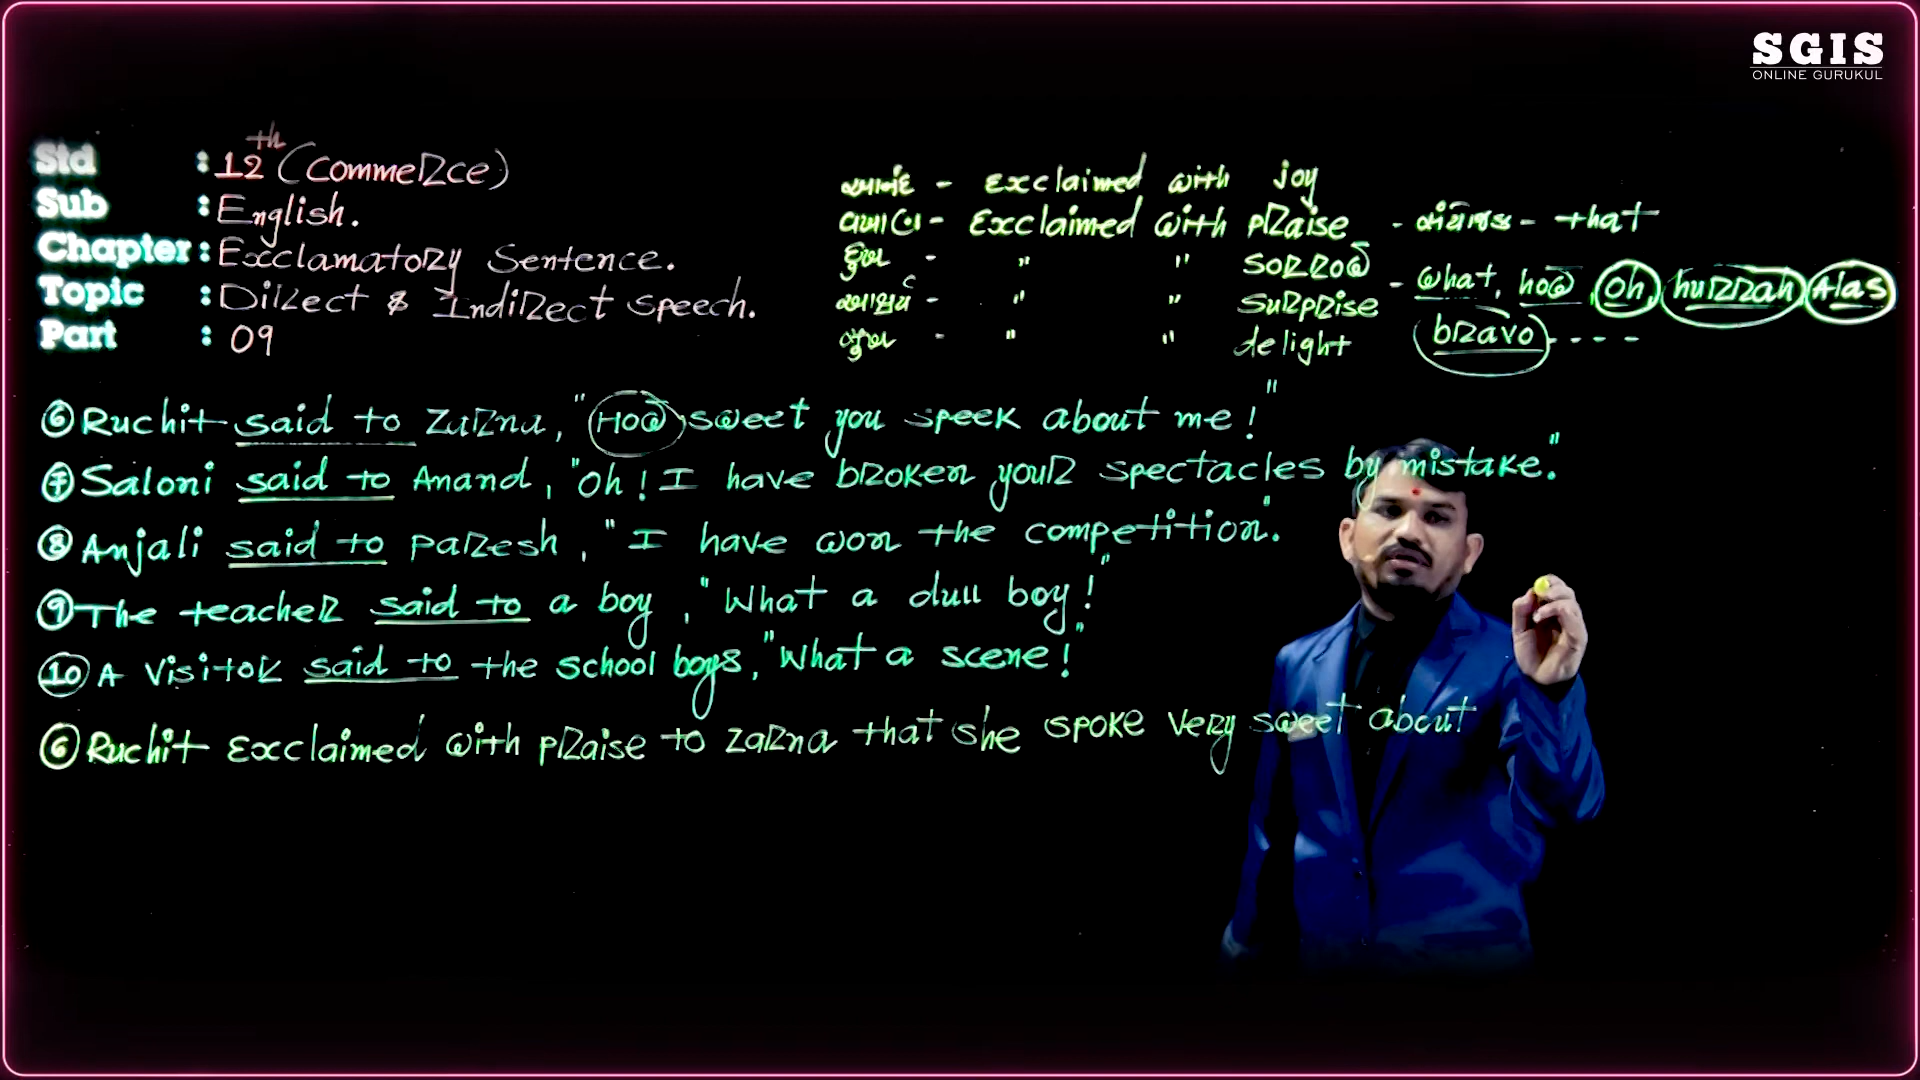 SGIS
ONLINE GURUKUL
Std : 12th (Commerce)
Sub : English.
Chapter : Exclamatory Sentence.
Topic : Direct & Indirect speech.
Part : 09
આનંદ - Exclaimed with joy
વખાણ - Exclaimed with praise - સંયોજક - that
દુઃખ - " " sorrow
- what, how, oh, hurrah, Alas
આશ્ચર્ય - " " surprise
bravo - - - -
ખુશ - " " delight
⑥ Ruchit said to zarna, "How sweet you speek about me!"
⑦ Saloni said to Anand, "oh! I have broken your spectacles by mistake."
⑧ Anjali said to paresh, "I have won the competition."
⑨ The teacher said to a boy, "What a dull boy!"
⑩ A visitor said to the school boys, "What a scene!"
⑥ Ruchit exclaimed with praise to zarna that she spoke very sweet about